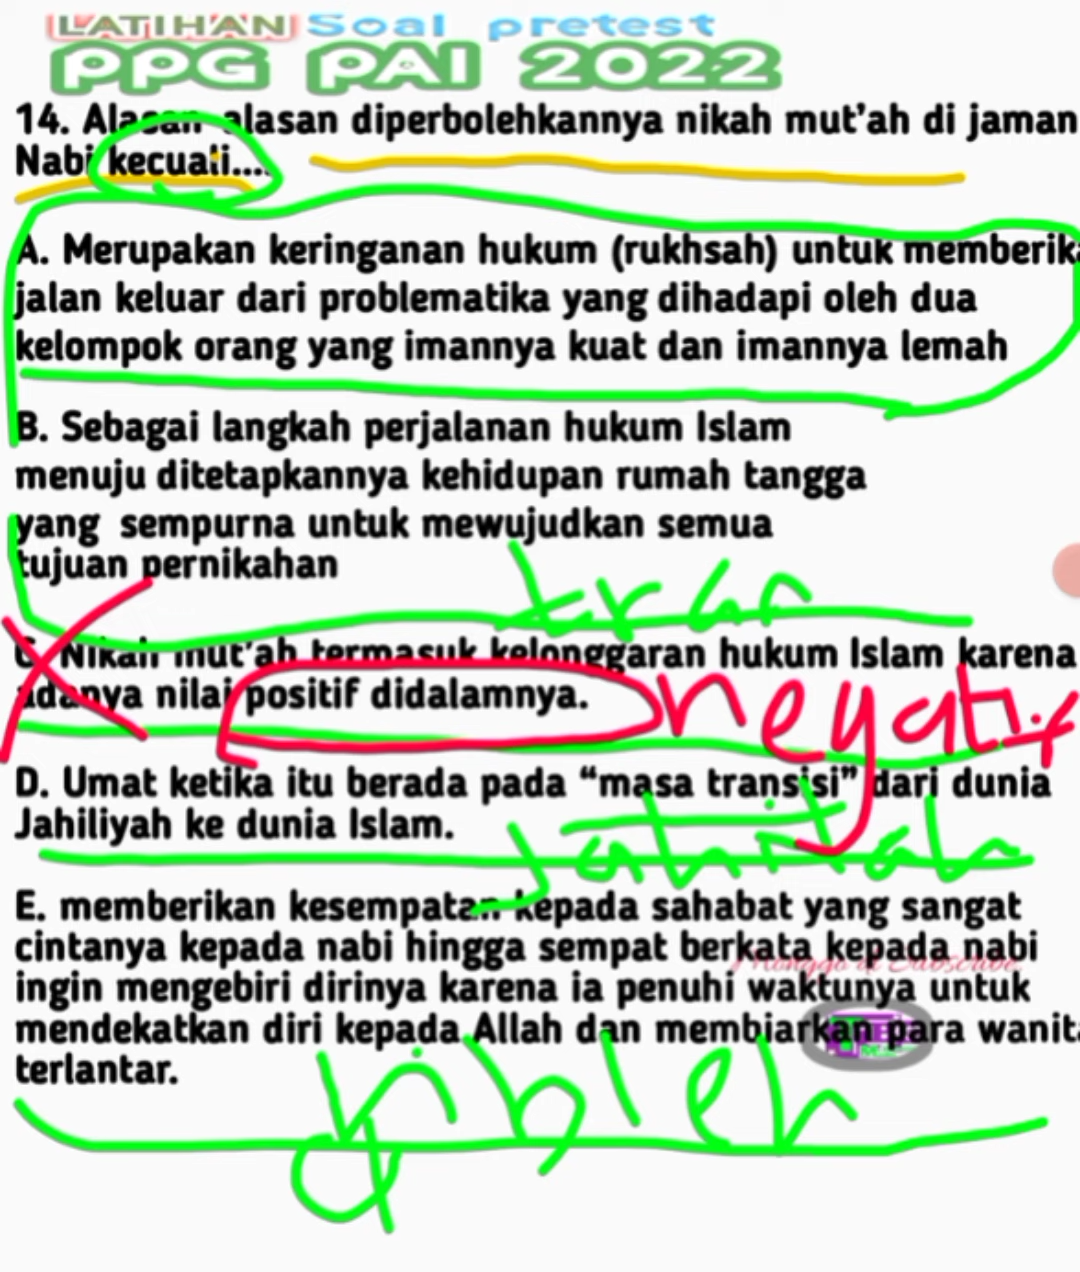 LATIHAN Soal pretest
PPG PAI 2022
14. Alasan-alasan diperbolehkannya nikah mut'ah di jaman
Nabi kecuali....
A. Merupakan keringanan hukum (rukhsah) untuk memberik
jalan keluar dari problematika yang dihadapi oleh dua
kelompok orang yang imannya kuat dan imannya lemah
B. Sebagai langkah perjalanan hukum Islam
menuju ditetapkannya kehidupan rumah tangga
yang sempurna untuk mewujudkan semua
tujuan pernikahan
C. Nikah mut'ah termasuk kelonggaran hukum Islam karena
adanya nilai positif didalamnya.
negatif
D. Umat ketika itu berada pada “masa transisi” dari dunia
Jahiliyah ke dunia Islam.
E. memberikan kesempatan kepada sahabat yang sangat
cintanya kepada nabi hingga sempat berkata kepada nabi
Monggo di Subscribe
ingin mengebiri dirinya karena ia penuhi waktunya untuk
mendekatkan diri kepada Allah dan membiarkan para wanita
terlantar.